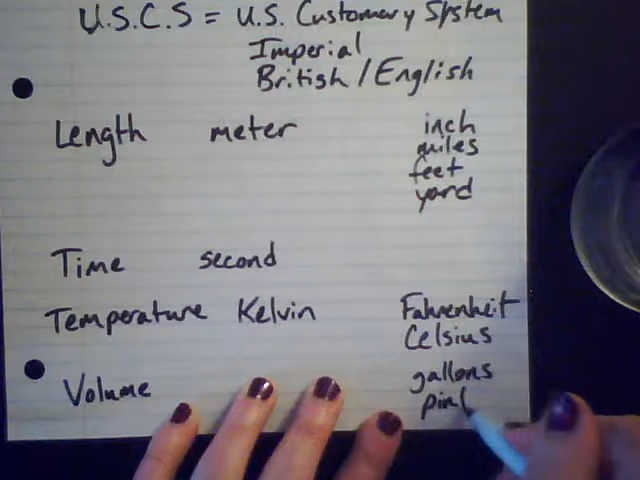 U.S.C.S = U.S. Customary System
Imperial
British / English
Length meter inch
miles
feet
yard
Time second
Temperature Kelvin Fahrenheit
Celsius
Volume gallons